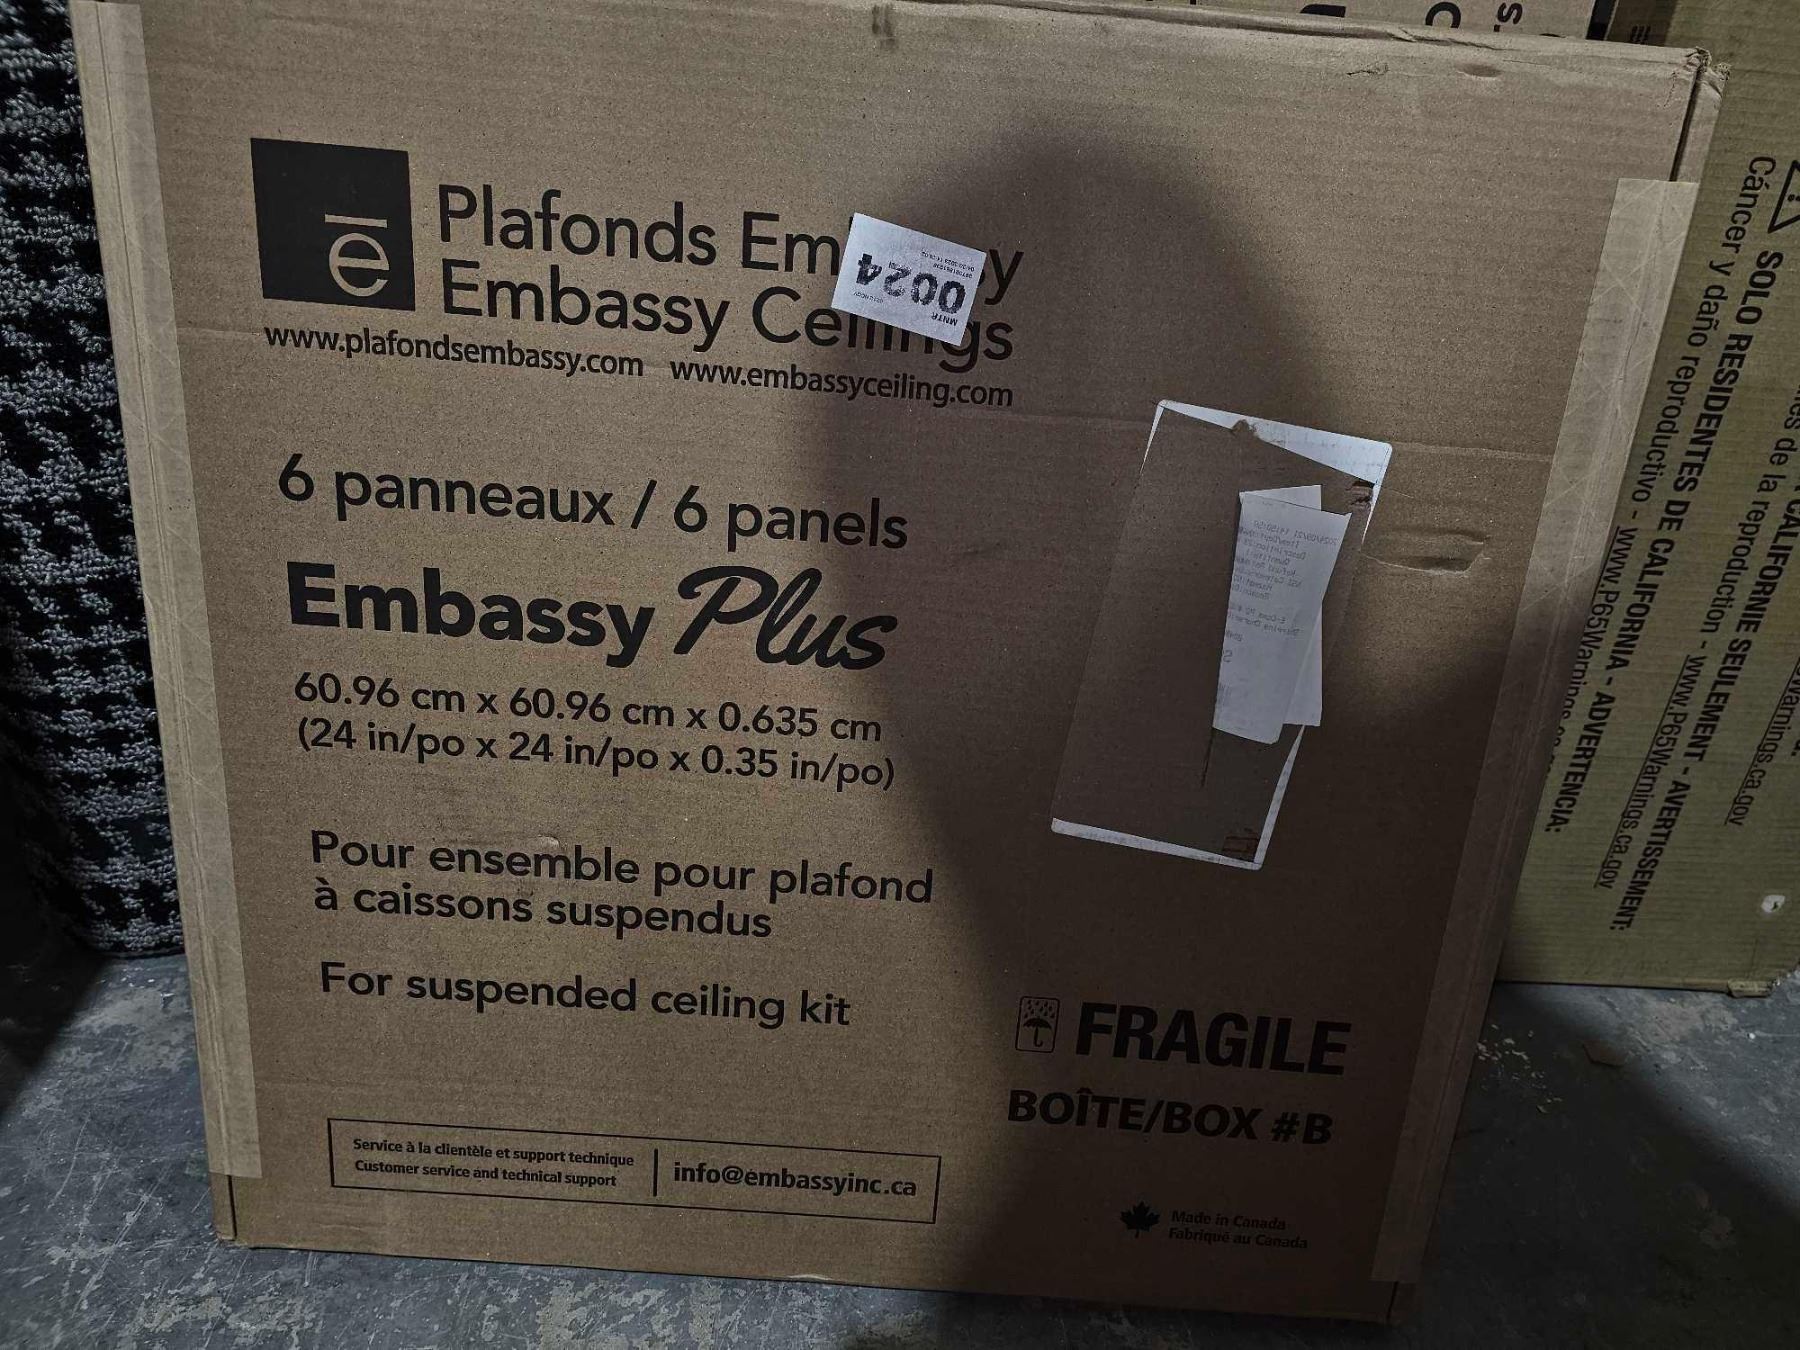 ē
Plafonds Em y
Embassy Ceilings
www.plafondsembassy.com www.embassyceiling.com
0024
MNTR
6 panneaux / 6 panels
Embassy Plus
60.96 cm x 60.96 cm x 0.635 cm
(24 in/po x 24 in/po x 0.35 in/po)
Pour ensemble pour plafond
à caissons suspendus
For suspended ceiling kit
FRAGILE
BOÎTE/BOX #B
Service à la clientèle et support technique
Customer service and technical support
info@embassyinc.ca
Made in Canada
Fabriqué au Canada
SOLO RESIDENTES DE CALIFORNIA - ADVERTENCIA:
Cáncer y daño reproductivo - www.P65Warnings.ca.gov
CALIFORNIE SEULEMENT - AVERTISSEMENT:
de la reproduction - www.P65Warnings.ca.gov